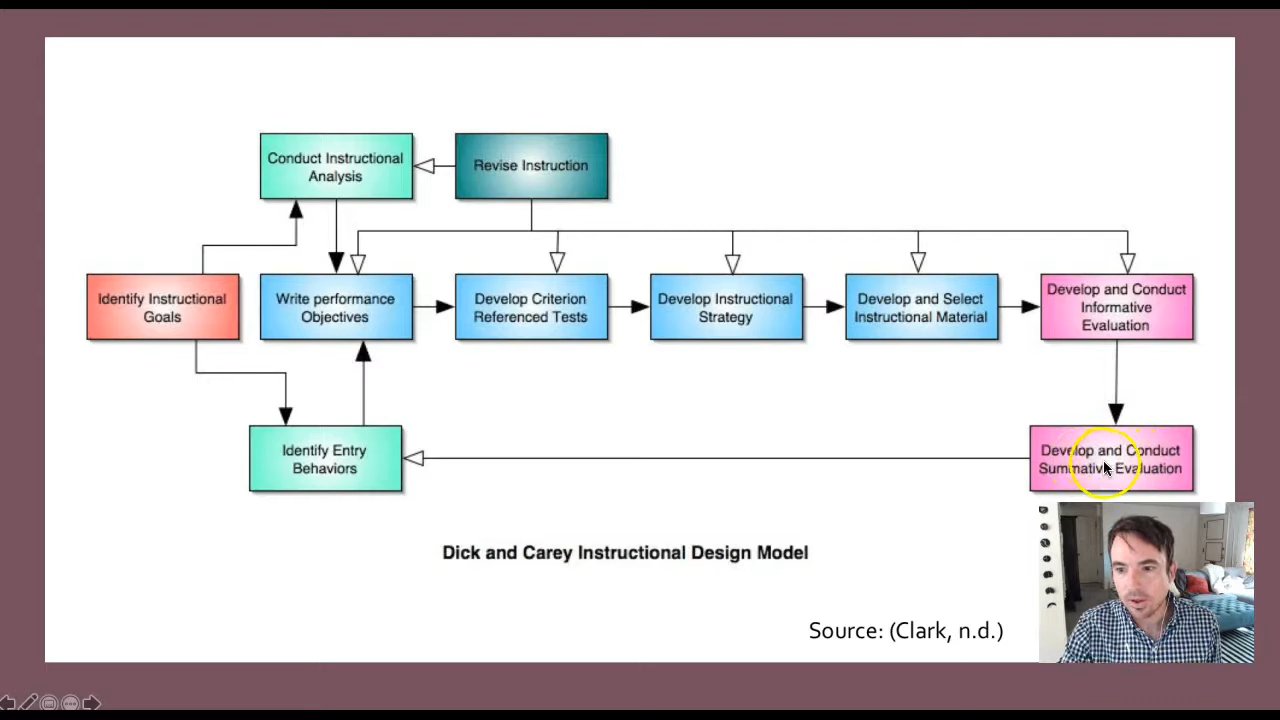 Conduct Instructional
Analysis
Revise Instruction
Identify Instructional
Goals
Write performance
Objectives
Develop Criterion
Referenced Tests
Develop Instructional
Strategy
Develop and Select
Instructional Material
Develop and Conduct
Informative
Evaluation
Identify Entry
Behaviors
Develop and Conduct
Summative Evaluation
Dick and Carey Instructional Design Model
Source: (Clark, n.d.)